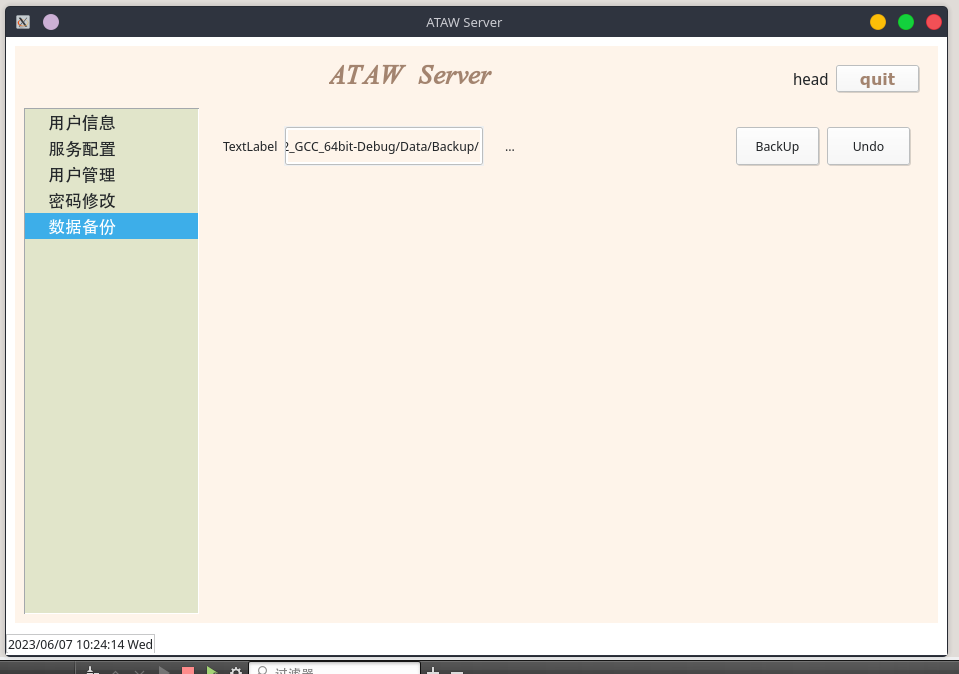 ATAW Server
ATAW Server
head
quit
用户信息
服务配置
用户管理
密码修改
数据备份
TextLabel
2_GCC_64bit-Debug/Data/Backup/
...
BackUp
Undo
2023/06/07 10:24:14 Wed
过滤器